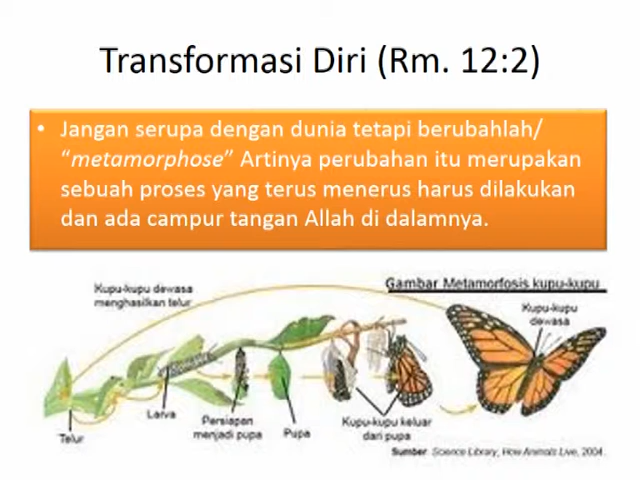 Transformasi Diri (Rm. 12:2)
• Jangan serupa dengan dunia tetapi berubahlah/
“metamorphose” Artinya perubahan itu merupakan
sebuah proses yang terus menerus harus dilakukan
dan ada campur tangan Allah di dalamnya.
Gambar Metamorfosis kupu-kupu
Kupu-kupu dewasa
menghasilkan telur
Kupu-kupu
dewasa
Telur
Larva
Persiapan
menjadi pupa
Pupa
Kupu-kupu keluar
dari pupa
Sumber: Science Library, How Animals Live, 2004.